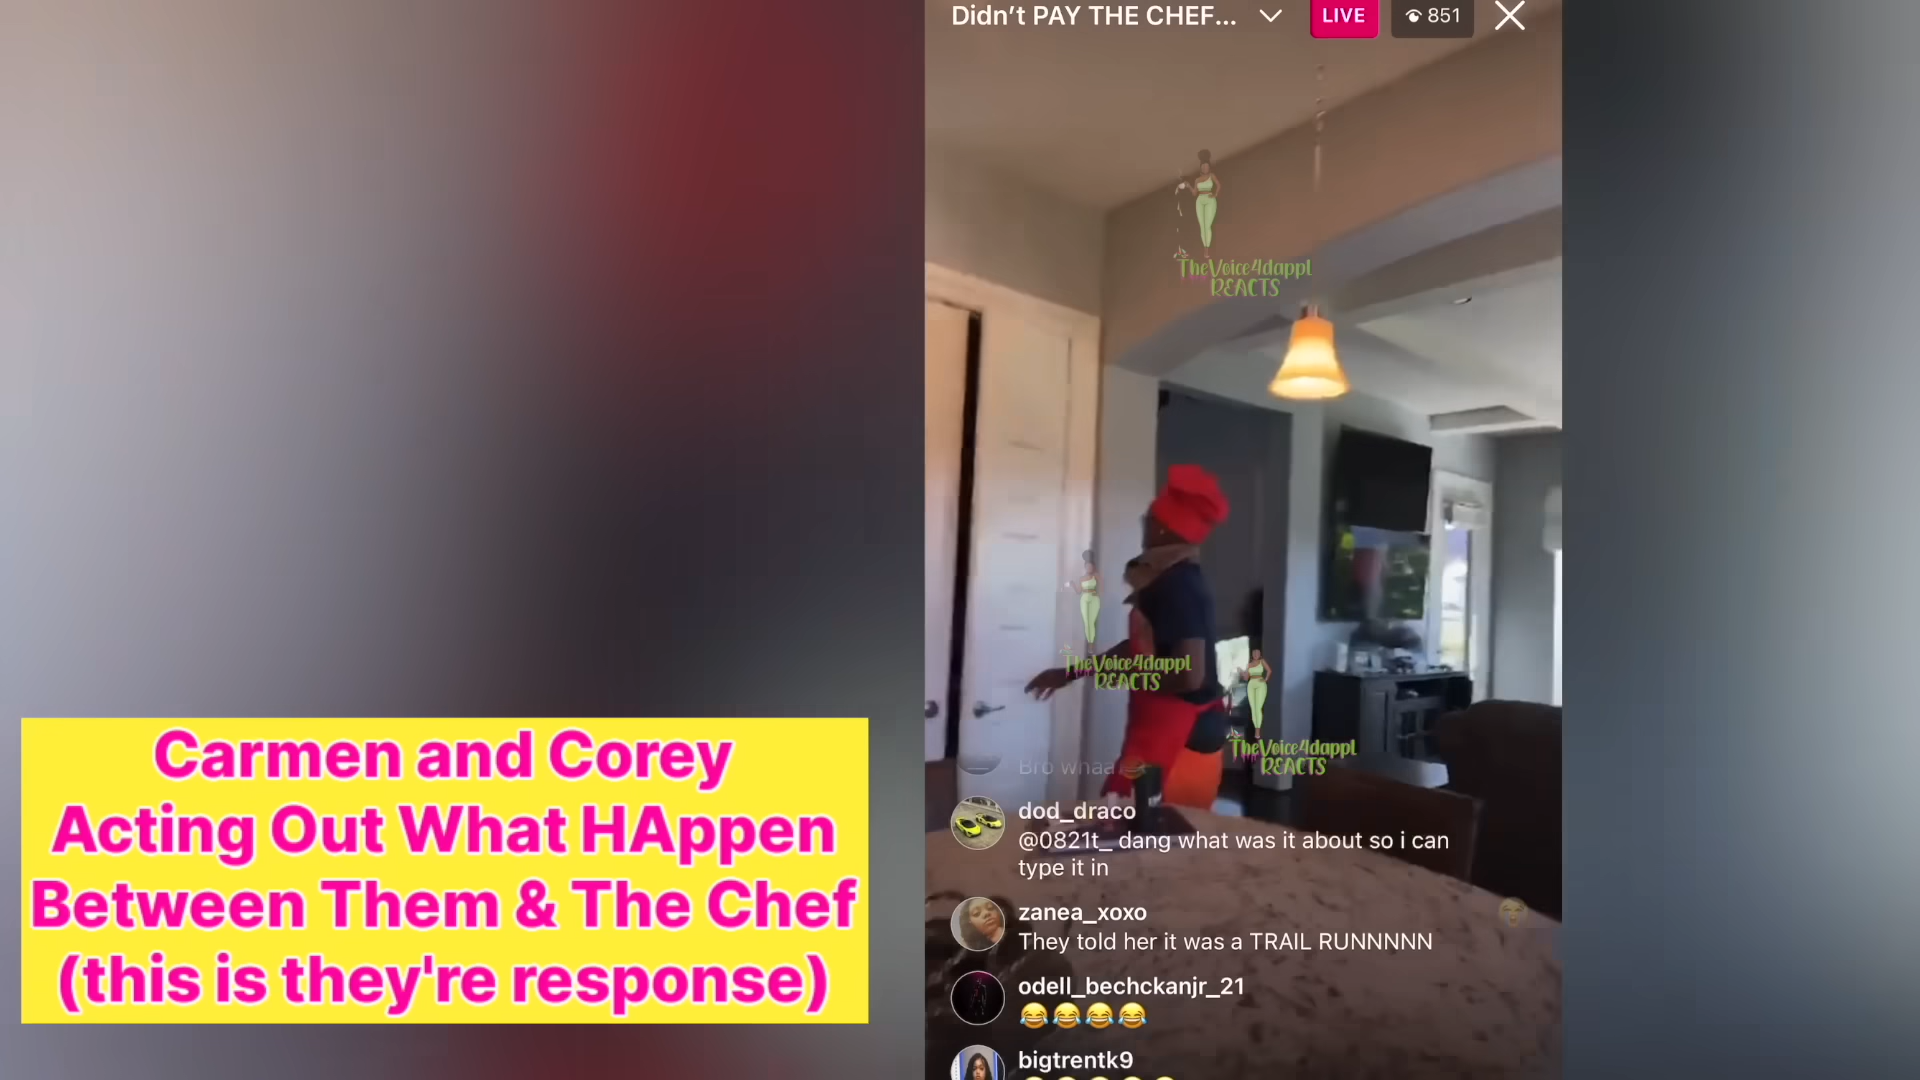 Didn’t PAY THE CHEF...
LIVE
851
TheVoice4dappl
REACTS
TheVoice4dappl
REACTS
TheVoice4dappl
REACTS
Carmen and Corey
Acting Out What HAppen
Between Them & The Chef
(this is they're response)
Bro whaa
dod_draco
@0821t_ dang what was it about so i can
type it in
zanea_xoxo
They told her it was a TRAIL RUNNNNN
odell_bechckanjr_21
😂😂😂😂
bigtrentk9